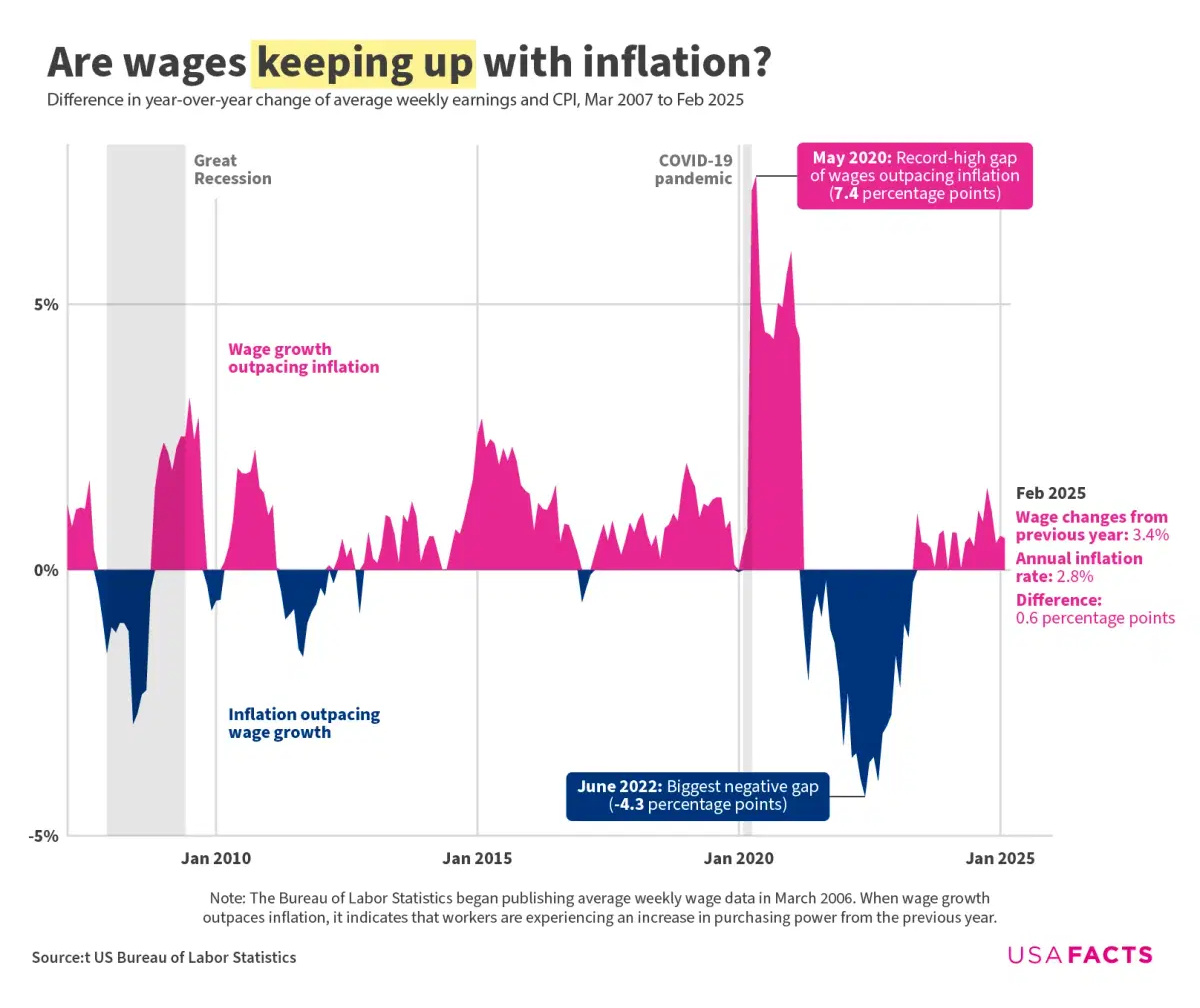 Are wages keeping up with inflation?
Difference in year-over-year change of average weekly earnings and CPI, Mar 2007 to Feb 2025
Great
Recession
COVID-19
pandemic
May 2020: Record-high gap
of wages outpacing inflation
(7.4 percentage points)
5%
Wage growth
outpacing inflation
Feb 2025
Wage changes from
previous year: 3.4%
Annual inflation
rate: 2.8%
Difference:
0.6 percentage points
0%
Inflation outpacing
wage growth
June 2022: Biggest negative gap
(-4.3 percentage points)
-5%
Jan 2010
Jan 2015
Jan 2020
Jan 2025
Note: The Bureau of Labor Statistics began publishing average weekly wage data in March 2006. When wage growth
outpaces inflation, it indicates that workers are experiencing an increase in purchasing power from the previous year.
Source:t US Bureau of Labor Statistics
USAFACTS